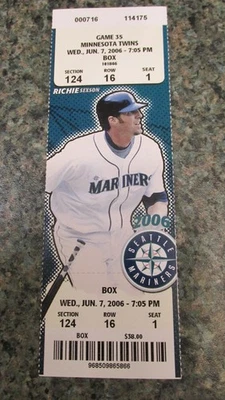 000716 114175
GAME 35
MINNESOTA TWINS
WED, JUN. 7, 2006 - 7:05 PM
BOX
SECTION ROW SEAT
124 16 1
RICHIE SEXSON
MARINERS
2006
SEATTLE
MARINERS
BOX
WED, JUN. 7, 2006 - 7:05 PM
SECTION ROW SEAT
124 16 1
BOX $38.00
960509865066